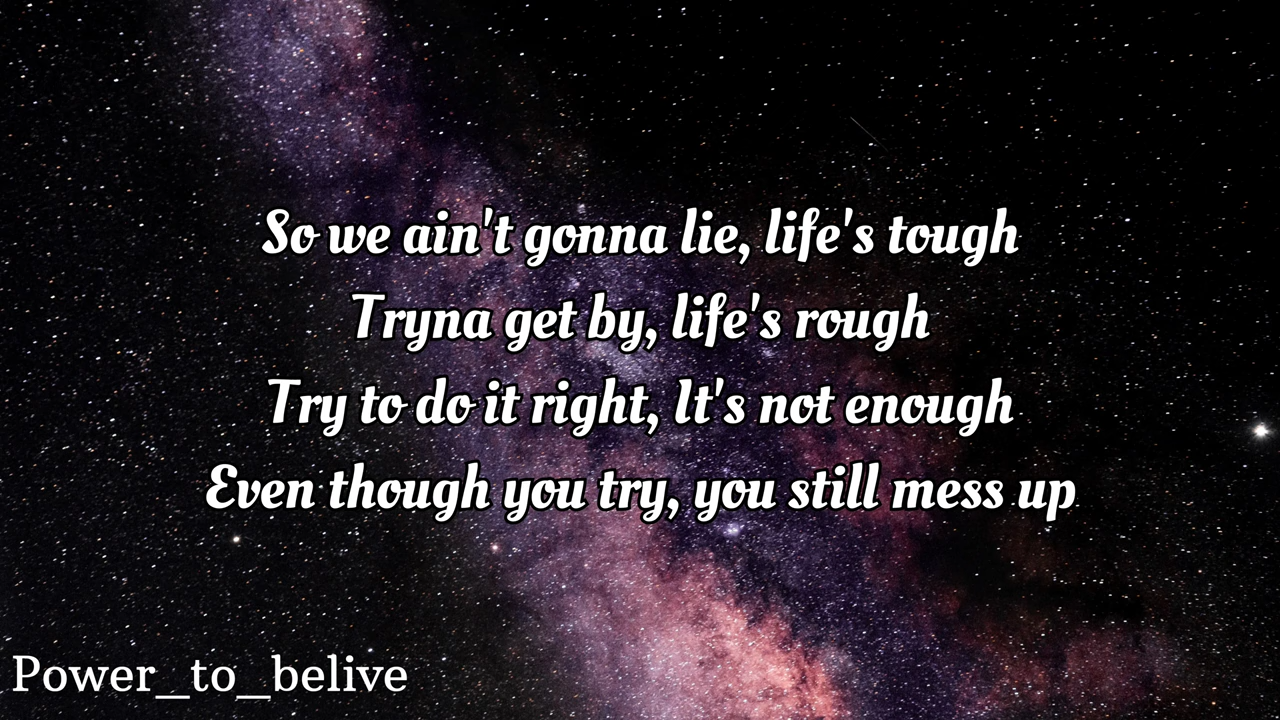 So we ain't gonna lie, life's tough
Tryna get by, life's rough
Try to do it right, It's not enough
Even though you try, you still mess up
Power_to_belive